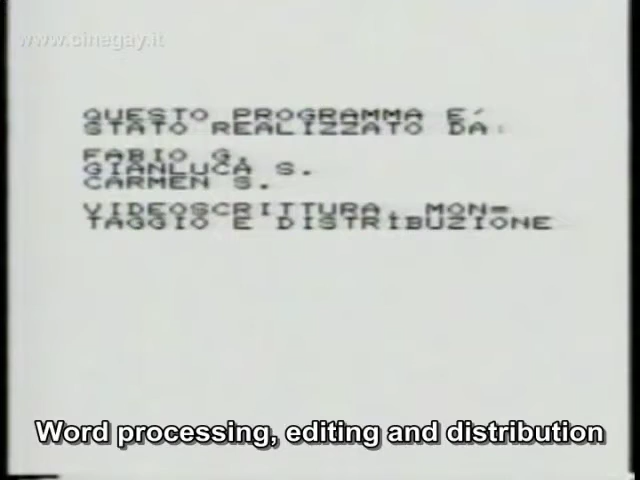 www.cinegay.it
QUESTO PROGRAMMA E´
STATO REALIZZATO DA:
FABIO G.
GIANLUCA S.
CARMEN S.
VIDEOSCRITTURA, MON=
TAGGIO E DISTRIBUZIONE
Word processing, editing and distribution